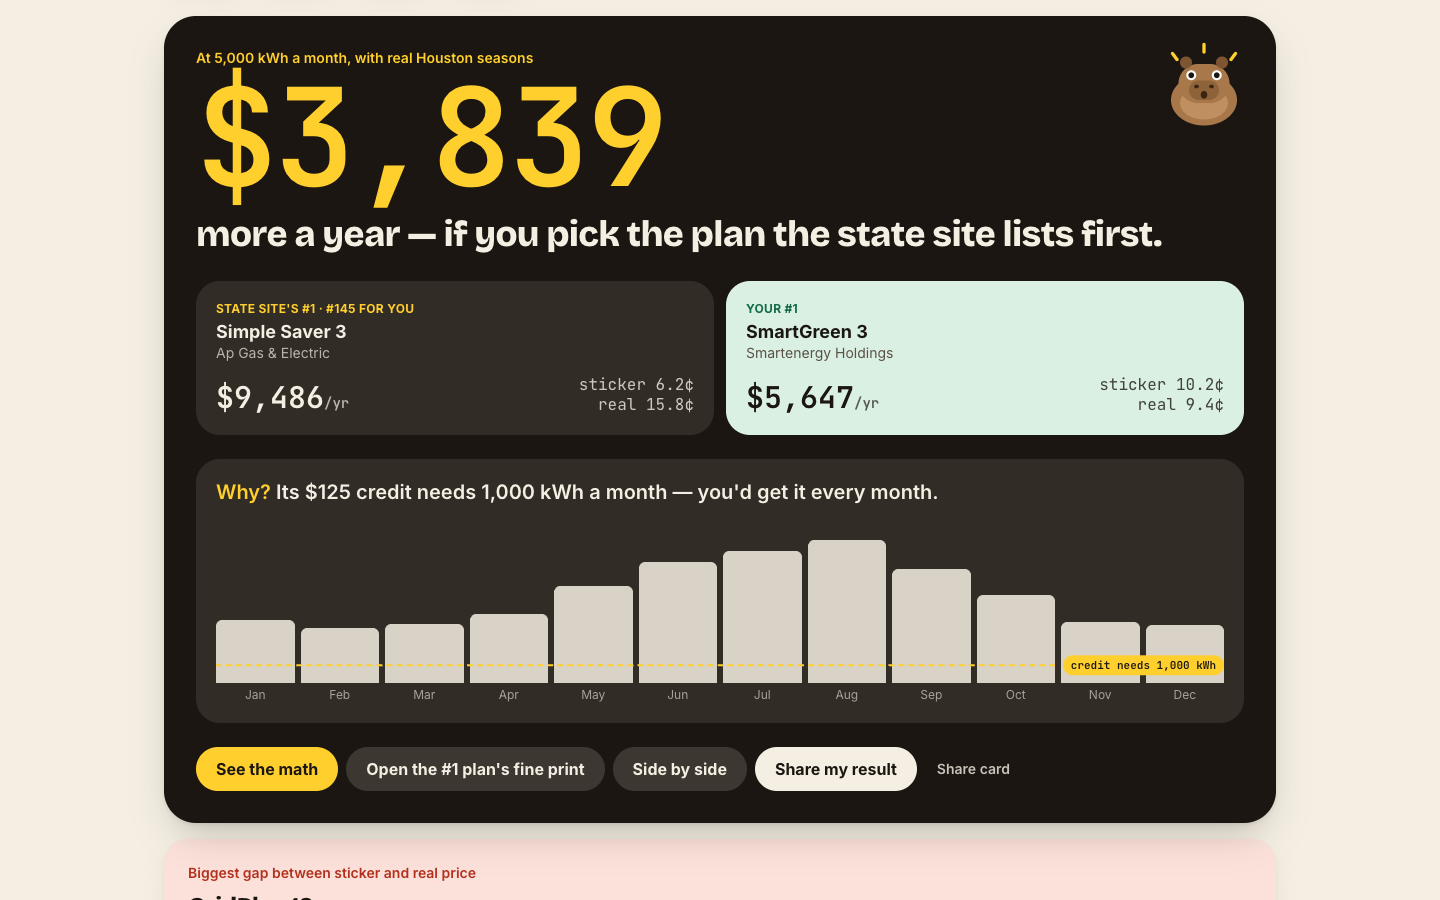 At 5,000 kWh a month, with real Houston seasons
$3,839
more a year — if you pick the plan the state site lists first.
STATE SITE'S #1 · #145 FOR YOU
Simple Saver 3
Ap Gas & Electric
$9,486/yr
sticker 6.2¢
real 15.8¢
YOUR #1
SmartGreen 3
Smartenergy Holdings
$5,647/yr
sticker 10.2¢
real 9.4¢
Why? Its $125 credit needs 1,000 kWh a month — you'd get it every month.
credit needs 1,000 kWh
Jan Feb Mar Apr May Jun Jul Aug Sep Oct Nov Dec
See the math
Open the #1 plan's fine print
Side by side
Share my result
Share card
Biggest gap between sticker and real price